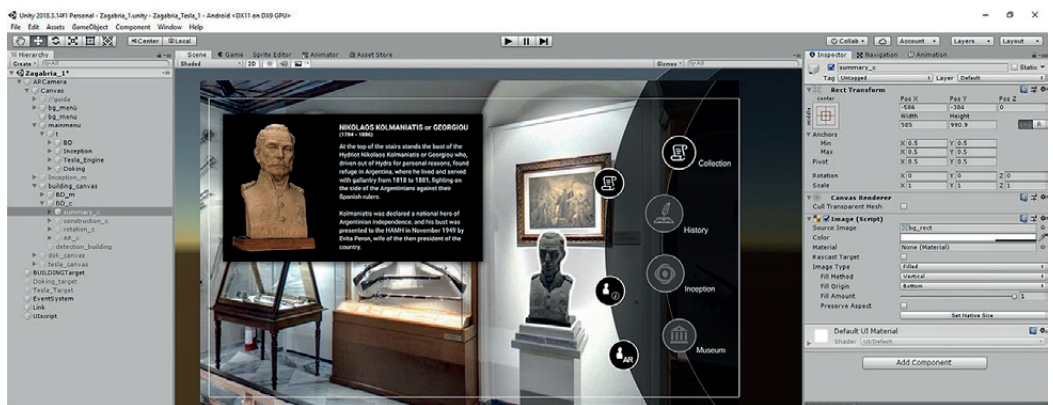 Unity 2018.3.14f1 Personal - Zagabria_1.unity - Zagabria_Tesla_1 - Android <DX11 on DX9 GPU>
File Edit Assets GameObject Component Window Help
Center Local
Collab Account Layers Layout
Hierarchy
Create All
Zagabria_1*
ARCamera
Canvas
//guida
bg_menù
bg_menu
mainmenu
t
BD
Inception
Tesla_Engine
Doking
Inception_m
building_canvas
BD_m
BD_c
summary_c
construction_c
rotation_c
AR_c
detection_building
dok_canvas
tesla_canvas
BUILDINGTarget
Doking_target
Tesla_Target
EventSystem
Link
UIscript
Scene Game Sprite Editor Animator Asset Store
Shaded 2D Gizmos All
NIKOLAOS KOLMANIATIS or GEORGIOU
(1784 - 1886)
At the top of the stairs stands the bust of the
Hydriot Nikolaos Kolmaniatis or Georgiou who,
driven out of Hydra for personal reasons, found
refuge in Argentina, where he lived and served
with gallantry from 1818 to 1881, fighting on
the side of the Argentinians against their
Spanish rulers.
Kolmaniatis was declared a national hero of
Argentinian independence, and his bust was
presented to the HAMH in November 1949 by
Evita Peron, wife of the then president of the
country.
Collection
History
Inception
Museum
AR
Inspector Navigation Animation
summary_c Static
Tag Untagged Layer Default
Rect Transform
center Pos X Pos Y Pos Z
middle -586 -384 0
Width Height
585 990.9
R
Anchors
Min X 0.5 Y 0.5
Max X 0.5 Y 0.5
Pivot X 0.5 Y 0.5
Rotation X 0 Y 0 Z 0
Scale X 1 Y 1 Z 1
Canvas Renderer
Cull Transparent Mesh
Image (Script)
Source Image bg_rect
Color
Material None (Material)
Raycast Target
Image Type Filled
Fill Method Vertical
Fill Origin Bottom
Fill Amount 1
Preserve Aspect
Set Native Size
Default UI Material
Shader UI/Default
Add Component